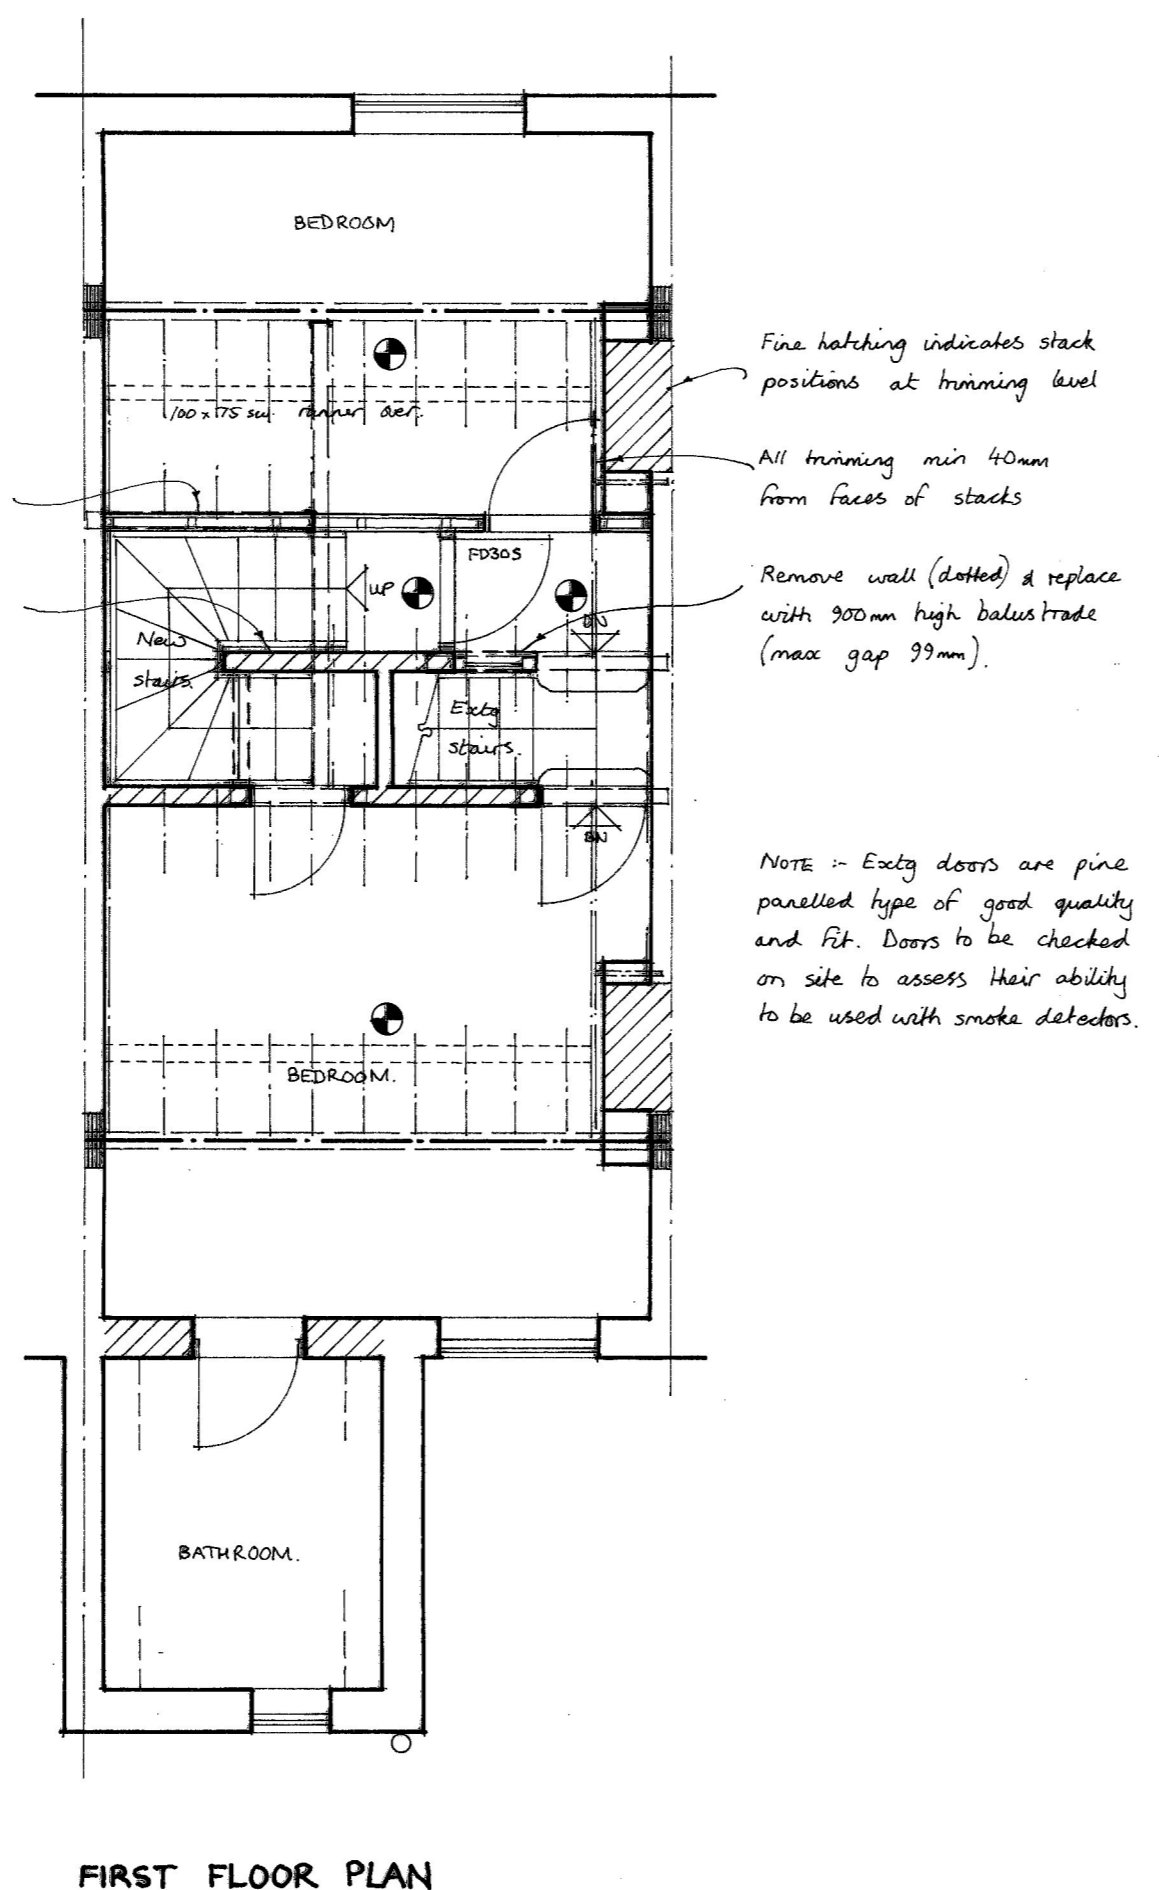 BEDROOM
Fine hatching indicates stack
positions at trimming level
100 x 75 sw. runner over.
All trimming min 40mm
from faces of stacks
FD30S
UP
DN
Remove wall (dotted) & replace
with 900mm high balustrade
(max gap 99mm).
New
stairs.
Extg
stairs.
DN
NOTE :- Extg doors are pine
panelled type of good quality
and fit. Doors to be checked
on site to assess their ability
to be used with smoke detectors.
BEDROOM.
BATHROOM.
FIRST FLOOR PLAN